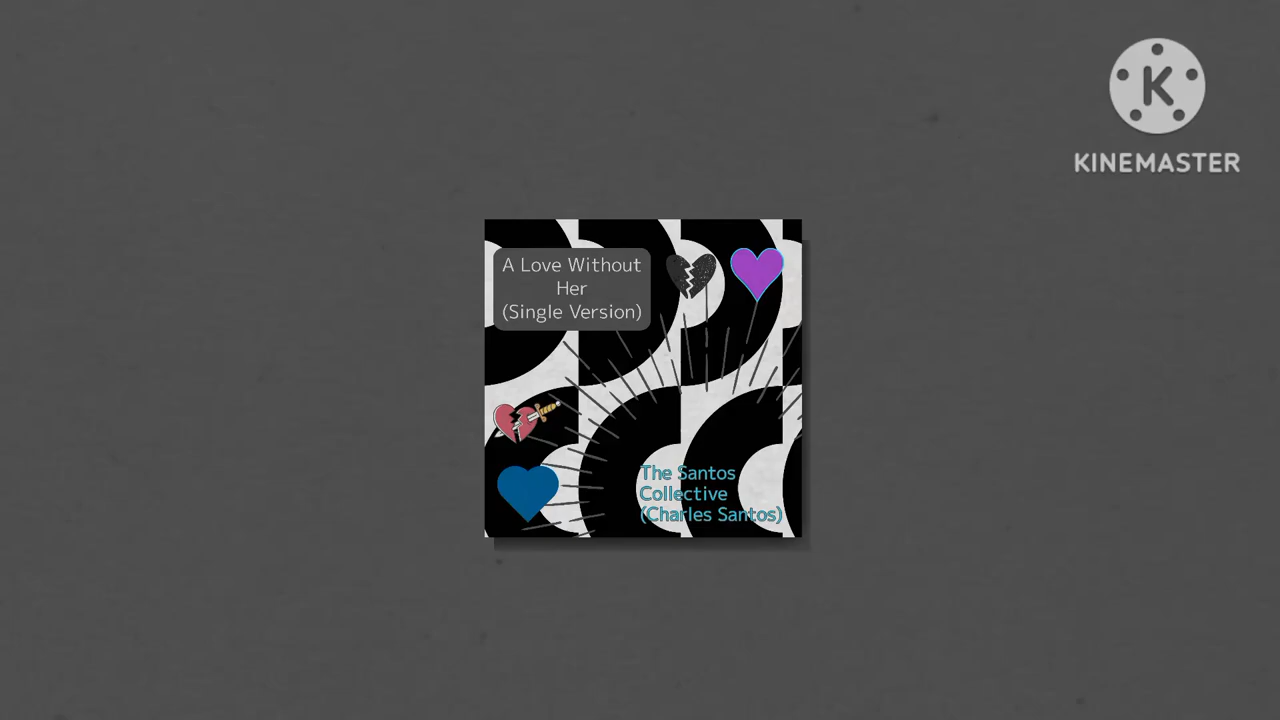 K
KINEMASTER
A Love Without
Her
(Single Version)
The Santos
Collective
(Charles Santos)